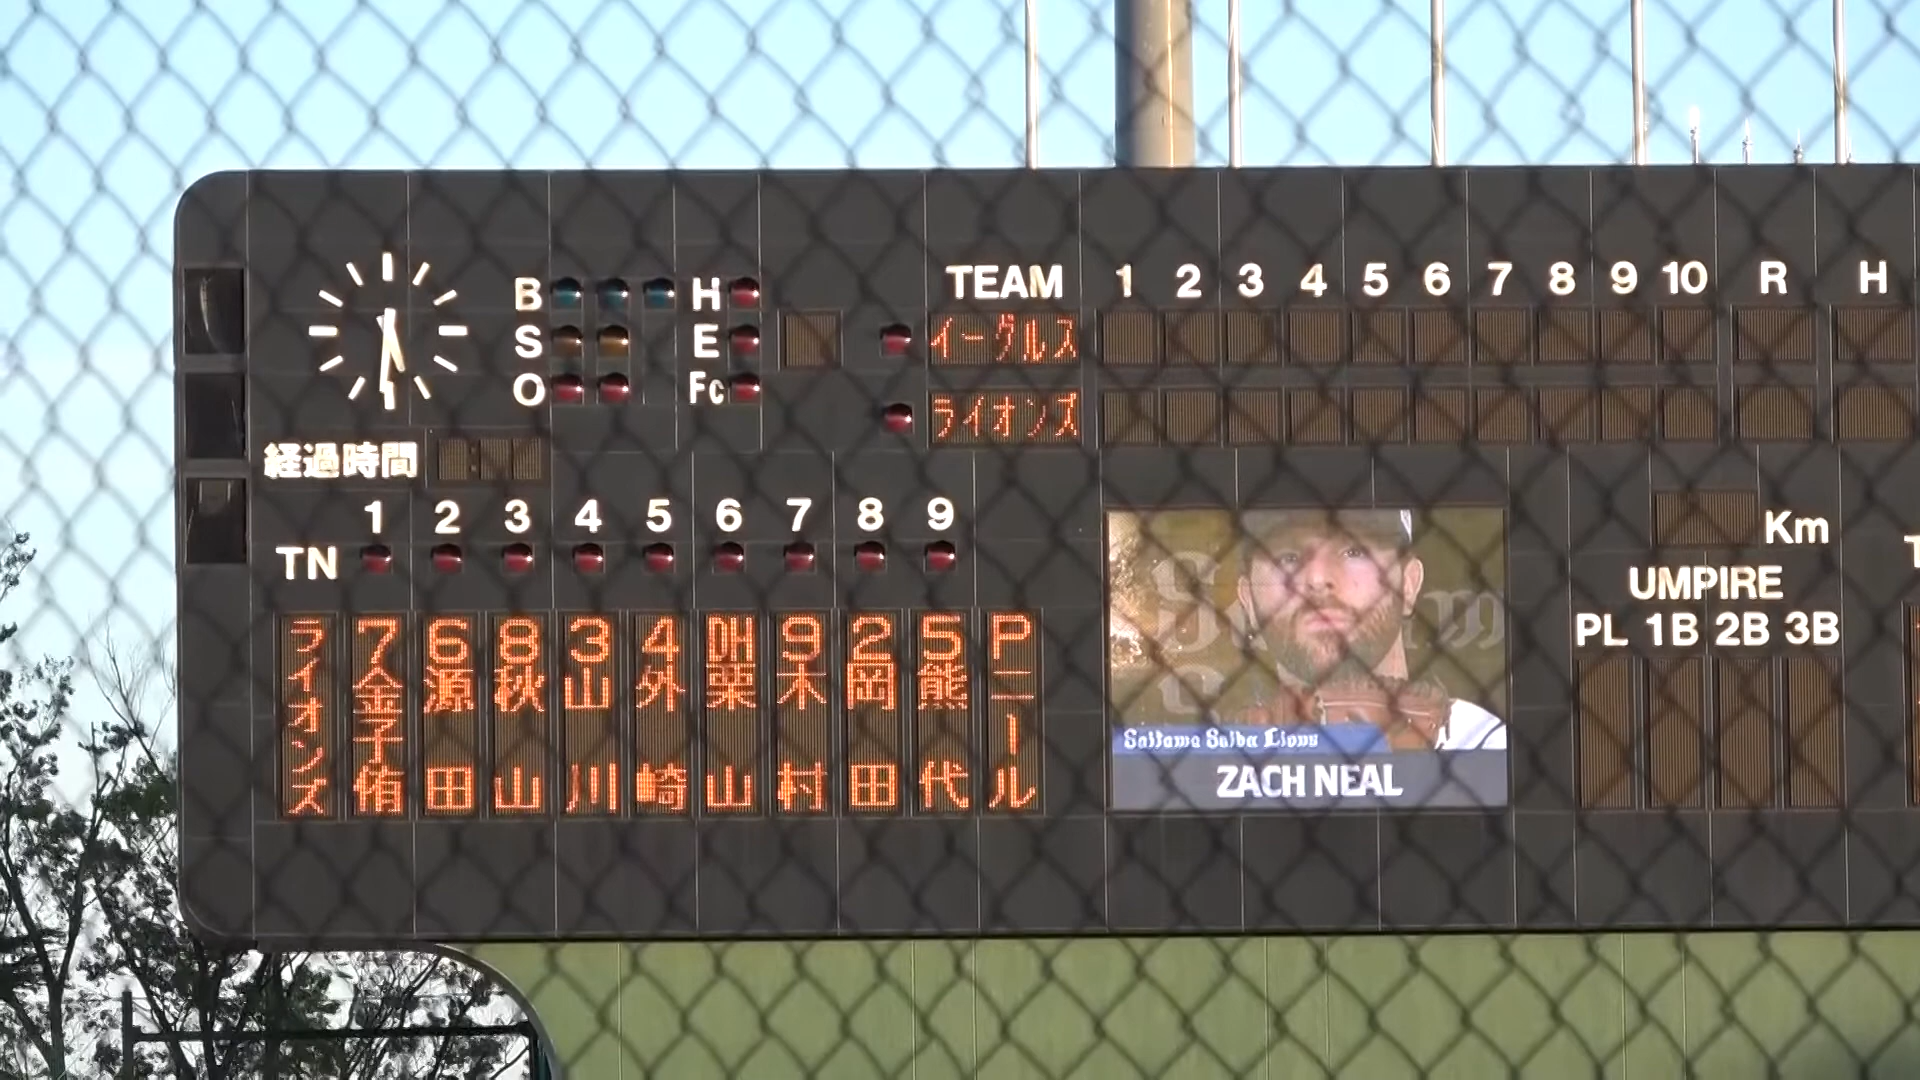 B H TEAM 1 2 3 4 5 6 7 8 9 10 R H
S E イーグルス
O Fc ライオンズ
経過時間
1 2 3 4 5 6 7 8 9
TN
ライオンズ
7 金子侑
6 源田
8 秋山
3 山川
4 外崎
DH 栗山
9 木村
2 岡田
5 熊代
P ニール
Saitama Seibu Lions
ZACH NEAL
Km
UMPIRE
PL 1B 2B 3B